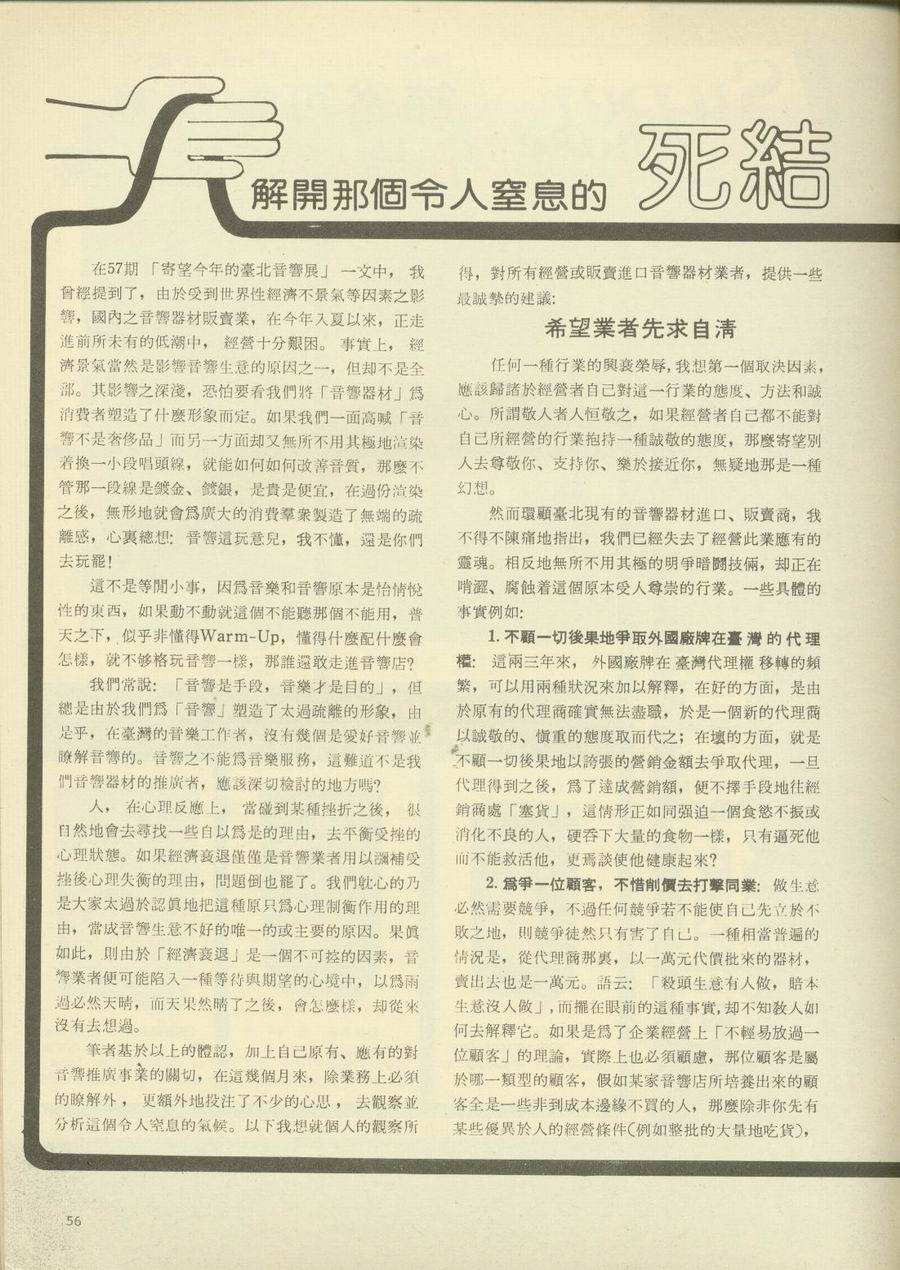 解開那個令人窒息的 死結
在57期「寄望今年的臺北音響展」一文中，我
曾經提到了，由於受到世界性經濟不景氣等因素之影
響，國內之音響器材販賣業，在今年入夏以來，正走
進前所未有的低潮中，經營十分艱困。事實上，經
濟景氣當然是影響音響生意的原因之一，但却不是全
部。其影響之深淺，恐怕要看我們將「音響器材」爲
消費者塑造了什麼形象而定。如果我們一面高喊「音
響不是奢侈品」而另一方面却又無所不用其極地渲染
着換一小段唱頭線，就能如何如何改善音質，那麼不
管那一段線是鍍金、鍍銀，是貴是便宜，在過份渲染
之後，無形地就會爲廣大的消費羣衆製造了無端的疏
離感，心裏總想：音響這玩意兒，我不懂，還是你們
去玩罷！
這不是等閒小事，因爲音樂和音響原本是怡情悅
性的東西，如果動不動就這個不能聽那個不能用，普
天之下，似乎非懂得Warm-Up，懂得什麼配什麼會
怎樣，就不够格玩音響一樣，那誰還敢走進音響店？
我們常說：「音響是手段，音樂才是目的」，但
總是由於我們爲「音響」塑造了太過疏離的形象，由
是乎，在臺灣的音樂工作者，沒有幾個是愛好音響並
瞭解音響的。音響之不能爲音樂服務，這難道不是我
們音響器材的推廣者，應該深切檢討的地方嗎？
人，在心理反應上，當碰到某種挫折之後，很
自然地會去尋找一些自以爲是的理由，去平衡受挫的
心理狀態。如果經濟衰退僅僅是音響業者用以彌補受
挫後心理失衡的理由，問題倒也罷了。我們躭心的乃
是大家太過於認眞地把這種原只爲心理制衡作用的理
由，當成音響生意不好的唯一的或主要的原因。果眞
如此，則由於「經濟衰退」是一個不可控的因素，音
響業者便可能陷入一種等待與期望的心境中，以爲雨
過必然天晴，而天果然晴了之後，會怎麼樣，却從來
沒有去想過。
筆者基於以上的體認，加上自己原有、應有的對
音響推廣事業的關切，在這幾個月來，除業務上必須
的瞭解外，更額外地投注了不少的心思，去觀察並
分析這個令人窒息的氣候。以下我想就個人的觀察所
得，對所有經營或販賣進口音響器材業者，提供一些
最誠摯的建議：
希望業者先求自淸
任何一種行業的興衰榮辱，我想第一個取決因素，
應該歸諸於經營者自己對這一行業的態度、方法和誠
心。所謂敬人者人恒敬之，如果經營者自己都不能對
自己所經營的行業抱持一種誠敬的態度，那麼寄望別
人去尊敬你、支持你、樂於接近你，無疑地那是一種
幻想。
然而環顧臺北現有的音響器材進口、販賣商，我
不得不陳痛地指出，我們已經失去了經營此業應有的
靈魂。相反地無所不用其極的明爭暗鬪技倆，却正在
啃澀、腐蝕着這個原本受人尊崇的行業。一些具體的
事實例如：
1. 不顧一切後果地爭取外國廠牌在臺灣的代理
權：這兩三年來，外國廠牌在臺灣代理權移轉的頻
繁，可以用兩種狀況來加以解釋，在好的方面，是由
於原有的代理商確實無法盡職，於是一個新的代理商
以誠敬的、愼重的態度取而代之；在壞的方面，就是
不顧一切後果地以誇張的營銷金額去爭取代理，一旦
代理得到之後，爲了達成營銷額，便不擇手段地往經
銷商處「塞貨」，這情形正如同强迫一個食慾不振或
消化不良的人，硬吞下大量的食物一樣，只有逼死他
而不能救活他，更焉談使他健康起來？
2. 爲爭一位顧客，不惜削價去打擊同業：做生意
必然需要競爭，不過任何競爭若不能使自己先立於不
敗之地，則競爭徒然只有害了自己。一種相當普遍的
情況是，從代理商那裏，以一萬元代價批來的器材，
賣出去也是一萬元。語云：「殺頭生意有人做，賠本
生意沒人做」，而擺在眼前的這種事實，却不知敎人如
何去解釋它。如果是爲了企業經營上「不輕易放過一
位顧客」的理論，實際上也必須顧慮，那位顧客是屬
於哪一類型的顧客，假如某家音響店所培養出來的顧
客全是一些非到成本邊緣不買的人，那麼除非你先有
某些優異於人的經營條件(例如整批的大量地吃貨)，
56